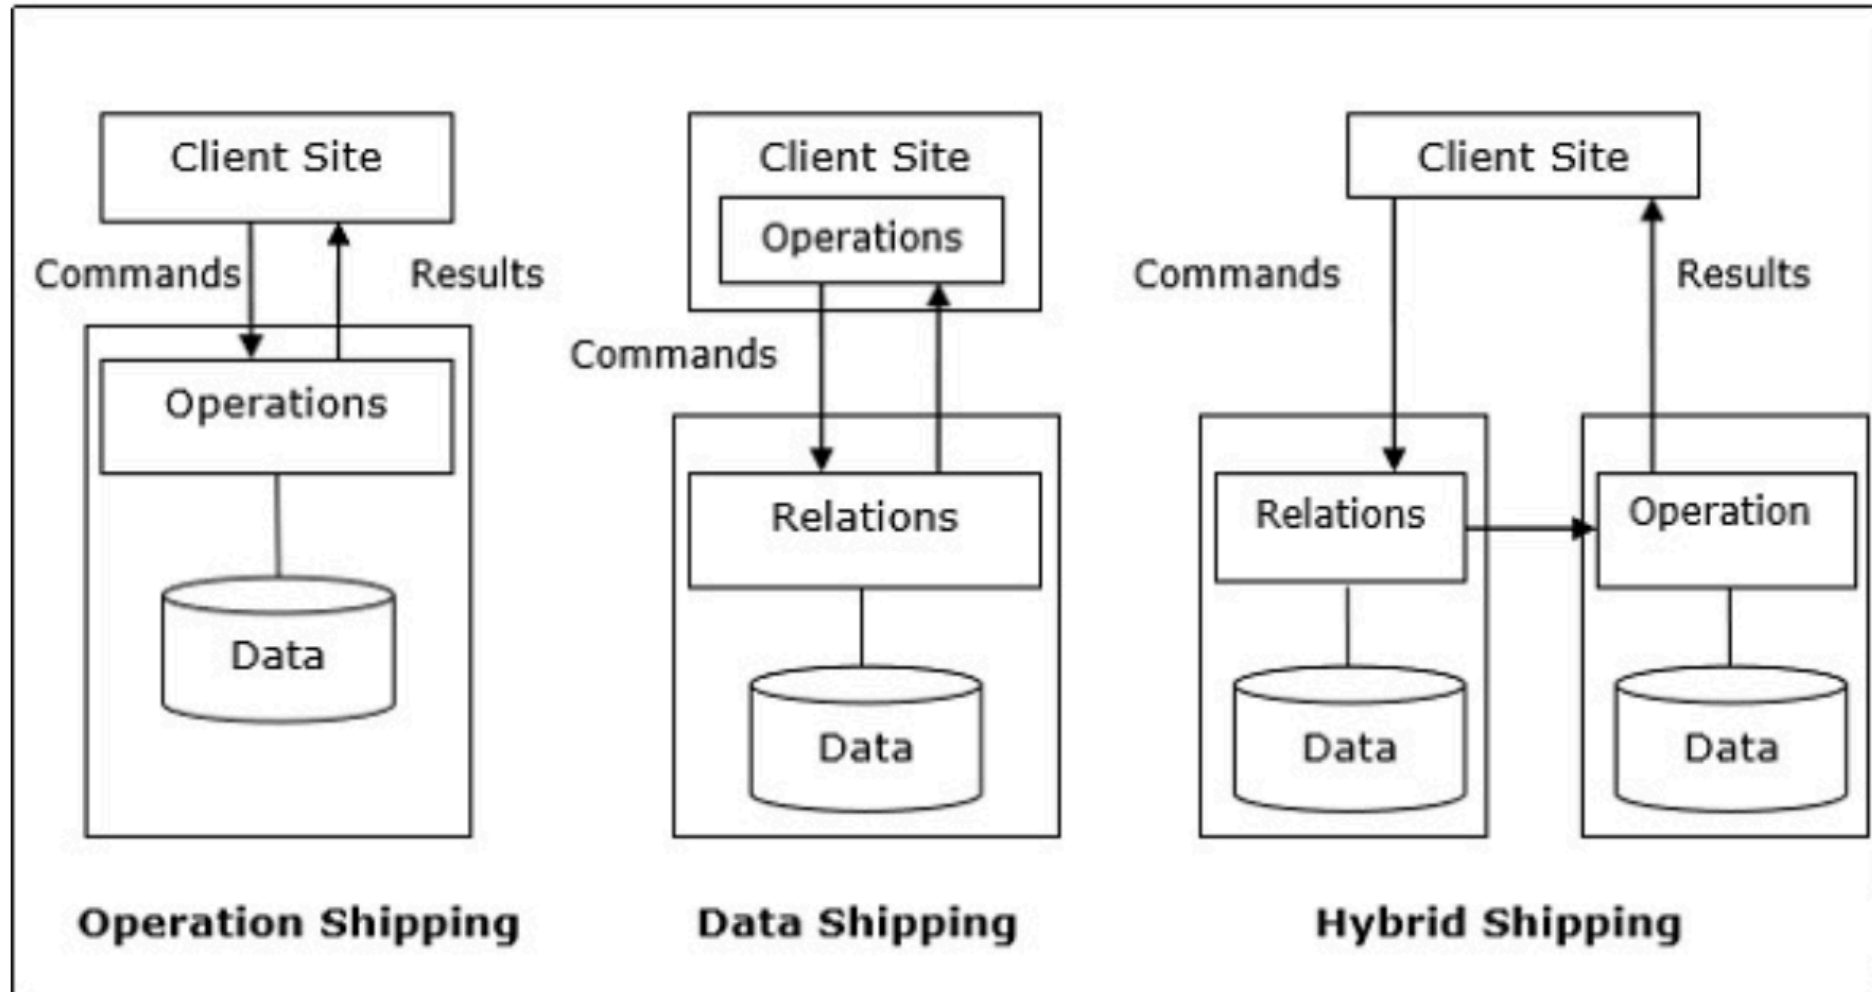 Client Site
Commands
Results
Operations
Data
Operation Shipping
Client Site
Operations
Commands
Relations
Data
Data Shipping
Client Site
Commands
Results
Relations
Operation
Data
Data
Hybrid Shipping